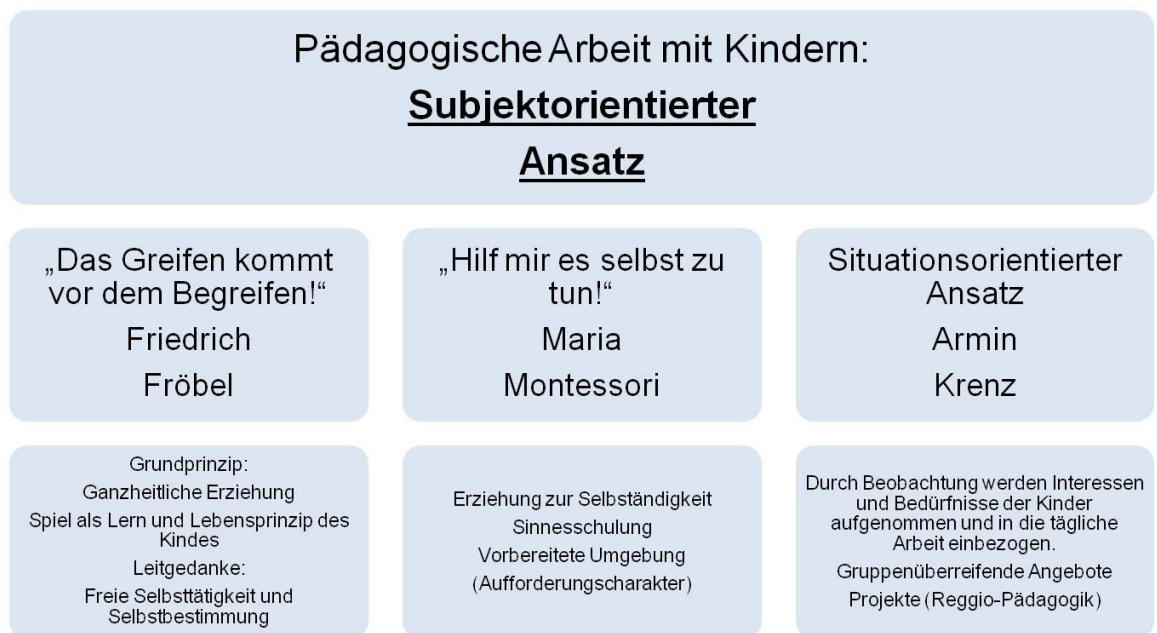 Pädagogische Arbeit mit Kindern:
Subjektorientierter
Ansatz
„Das Greifen kommt
vor dem Begreifen!“
Friedrich
Fröbel
„Hilf mir es selbst zu
tun!“
Maria
Montessori
Situationsorientierter
Ansatz
Armin
Krenz
Grundprinzip:
Ganzheitliche Erziehung
Spiel als Lern und Lebensprinzip des
Kindes
Leitgedanke:
Freie Selbsttätigkeit und
Selbstbestimmung
Erziehung zur Selbständigkeit
Sinnesschulung
Vorbereitete Umgebung
(Aufforderungscharakter)
Durch Beobachtung werden Interessen
und Bedürfnisse der Kinder
aufgenommen und in die tägliche
Arbeit einbezogen.
Gruppenüberreifende Angebote
Projekte (Reggio-Pädagogik)